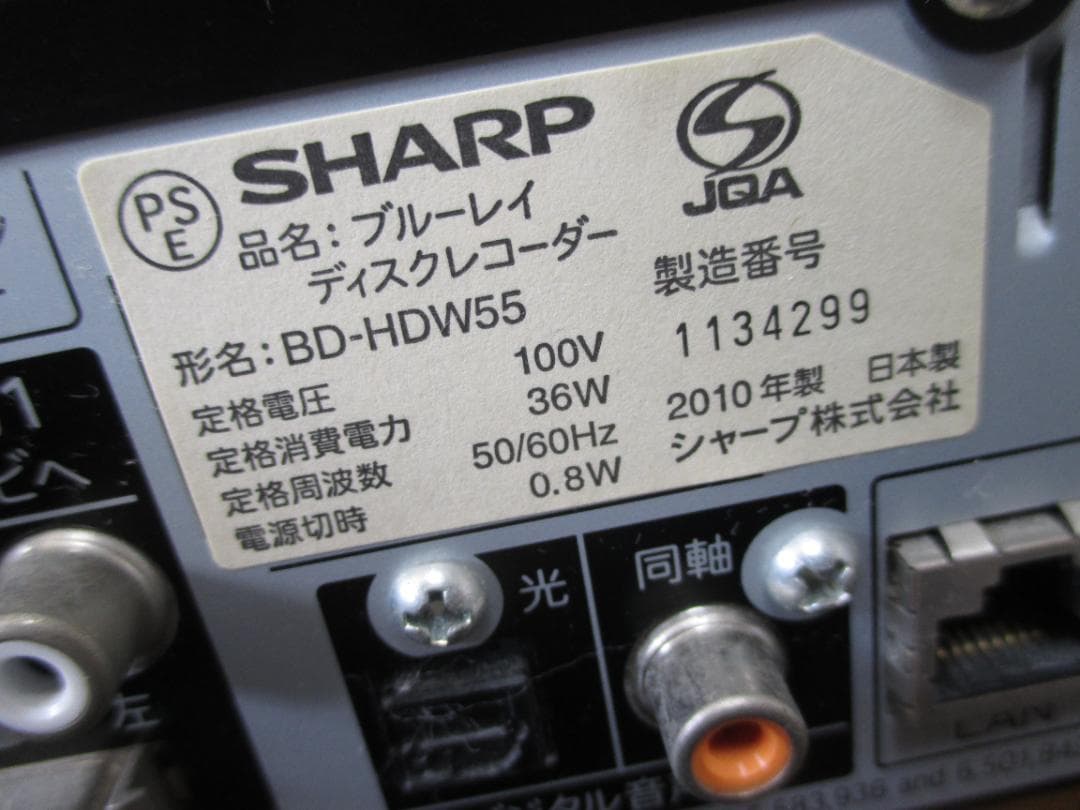 PS
E
SHARP
JQA
品名：ブルーレイ
ディスクレコーダー
形名：BD-HDW55
製造番号
1134299
定格電圧 100V
定格消費電力 36W
定格周波数 50/60Hz
電源切時 0.8W
2010年製 日本製
シャープ株式会社
光
同軸
左
LAN